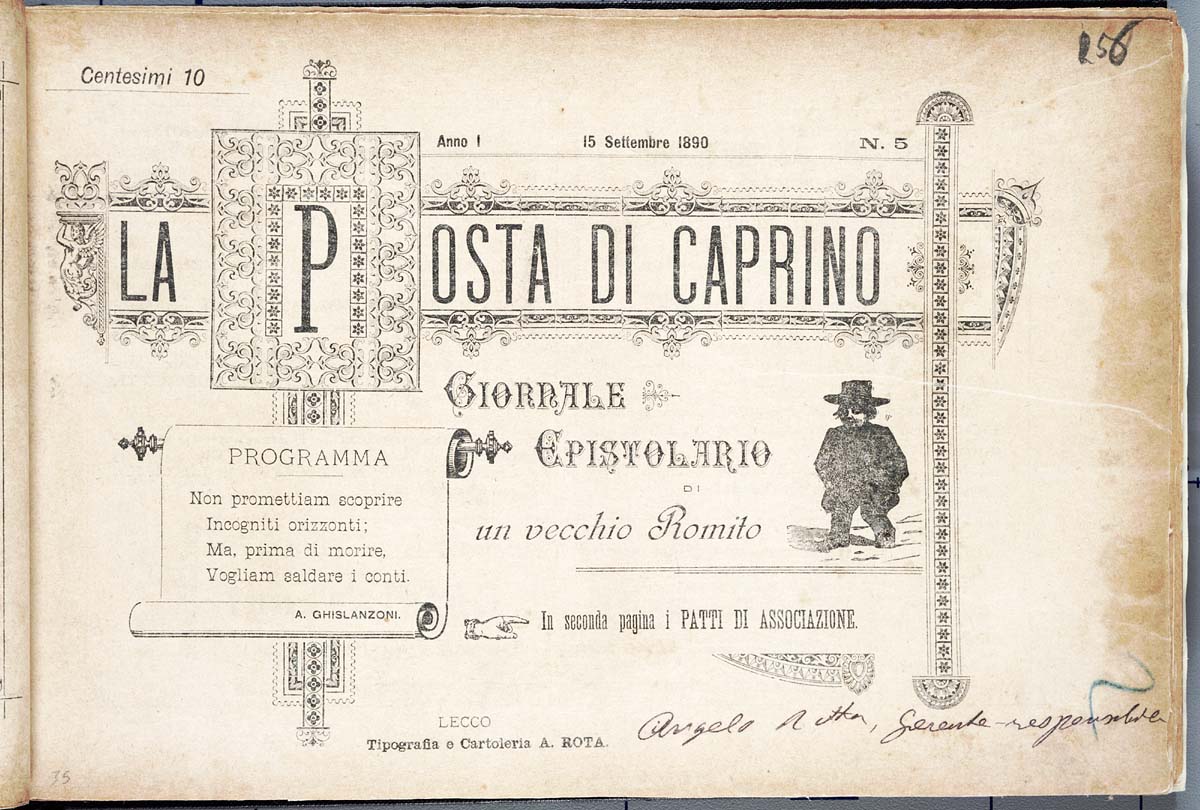 256
Centesimi 10
Anno I 15 Settembre 1890 N. 5
LA POSTA DI CAPRINO
GIORNALE
EPISTOLARIO
DI
un vecchio Romito
PROGRAMMA
Non promettiam scoprire
Incogniti orizzonti;
Ma, prima di morire,
Vogliam saldare i conti.
A. GHISLANZONI.
In seconda pagina i PATTI DI ASSOCIAZIONE.
LECCO
Tipografia e Cartoleria A. ROTA.
Angelo gerente-responsabile
35